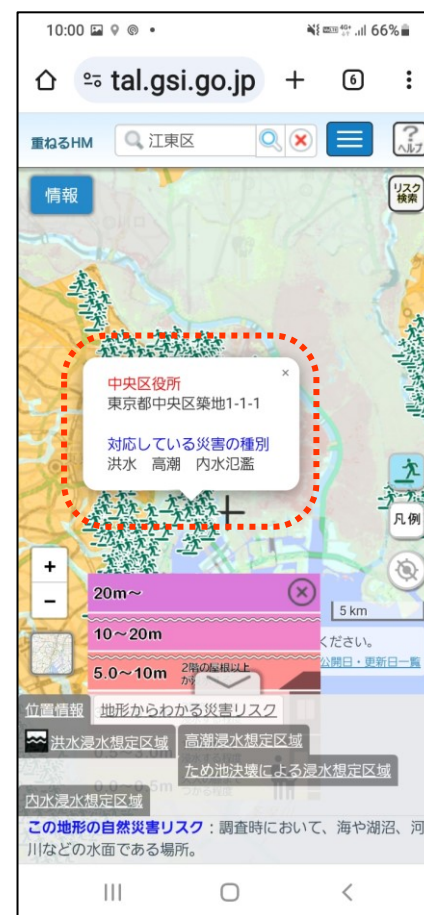 10:00
66%
tal.gsi.go.jp
6
重ねるHM
江東区
ヘルプ
情報
リスク
検索
×
中央区役所
東京都中央区築地1-1-1
対応している災害の種別
洪水 高潮 内水氾濫
凡例
+
−
20m～
5 km
10～20m
ください。
5.0～10m
2階の屋根以上
公開日・更新日一覧
位置情報
地形からわかる災害リスク
洪水浸水想定区域
高潮浸水想定区域
ため池決壊による浸水想定区域
内水浸水想定区域
この地形の自然災害リスク：調査時において、海や湖沼、河
川などの水面である場所。